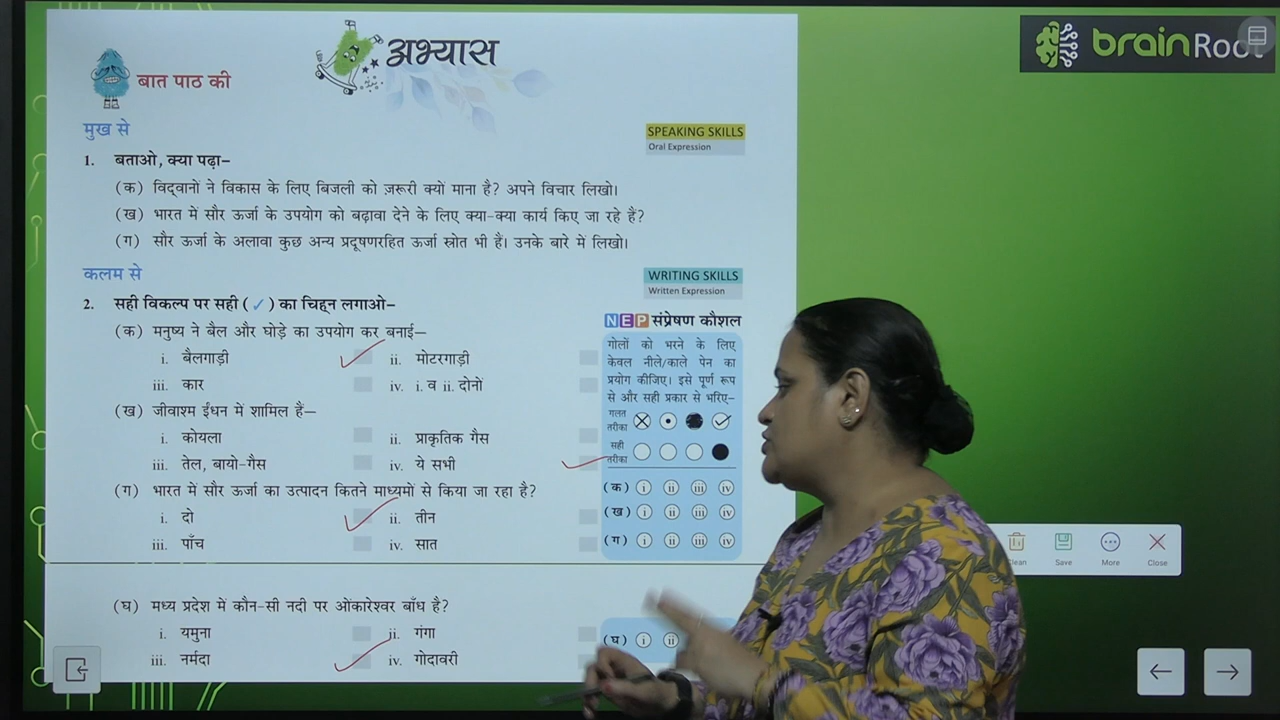 अभ्यास
brainRoot
बात पाठ की
मुख से
SPEAKING SKILLS
Oral Expression
1. बताओ, क्या पढ़ा–
(क) विद्वानों ने विकास के लिए बिजली को ज़रूरी क्यों माना है? अपने विचार लिखो।
(ख) भारत में सौर ऊर्जा के उपयोग को बढ़ावा देने के लिए क्या-क्या कार्य किए जा रहे हैं?
(ग) सौर ऊर्जा के अलावा कुछ अन्य प्रदूषणरहित ऊर्जा स्रोत भी हैं। उनके बारे में लिखो।
कलम से
WRITING SKILLS
Written Expression
2. सही विकल्प पर सही (✓) का चिह्न लगाओ–
(क) मनुष्य ने बैल और घोड़े का उपयोग कर बनाई–
i. बैलगाड़ी ii. मोटरगाड़ी
iii. कार iv. i. व ii. दोनों
(ख) जीवाश्म ईंधन में शामिल हैं–
i. कोयला ii. प्राकृतिक गैस
iii. तेल, बायो-गैस iv. ये सभी
(ग) भारत में सौर ऊर्जा का उत्पादन कितने माध्यमों से किया जा रहा है?
i. दो ii. तीन
iii. पाँच iv. सात
NEP संप्रेषण कौशल
गोलों को भरने के लिए
केवल नीले/काले पेन का
प्रयोग कीजिए। इसे पूर्ण रूप
से और सही प्रकार से भरिए–
गलत
तरीका
सही
तरीका
(क) i ii iii iv
(ख) i ii iii iv
(ग) i ii iii iv
(घ) मध्य प्रदेश में कौन-सी नदी पर ओंकारेश्वर बाँध है?
i. यमुना ii. गंगा
iii. नर्मदा iv. गोदावरी
(घ) i ii
Save More Close